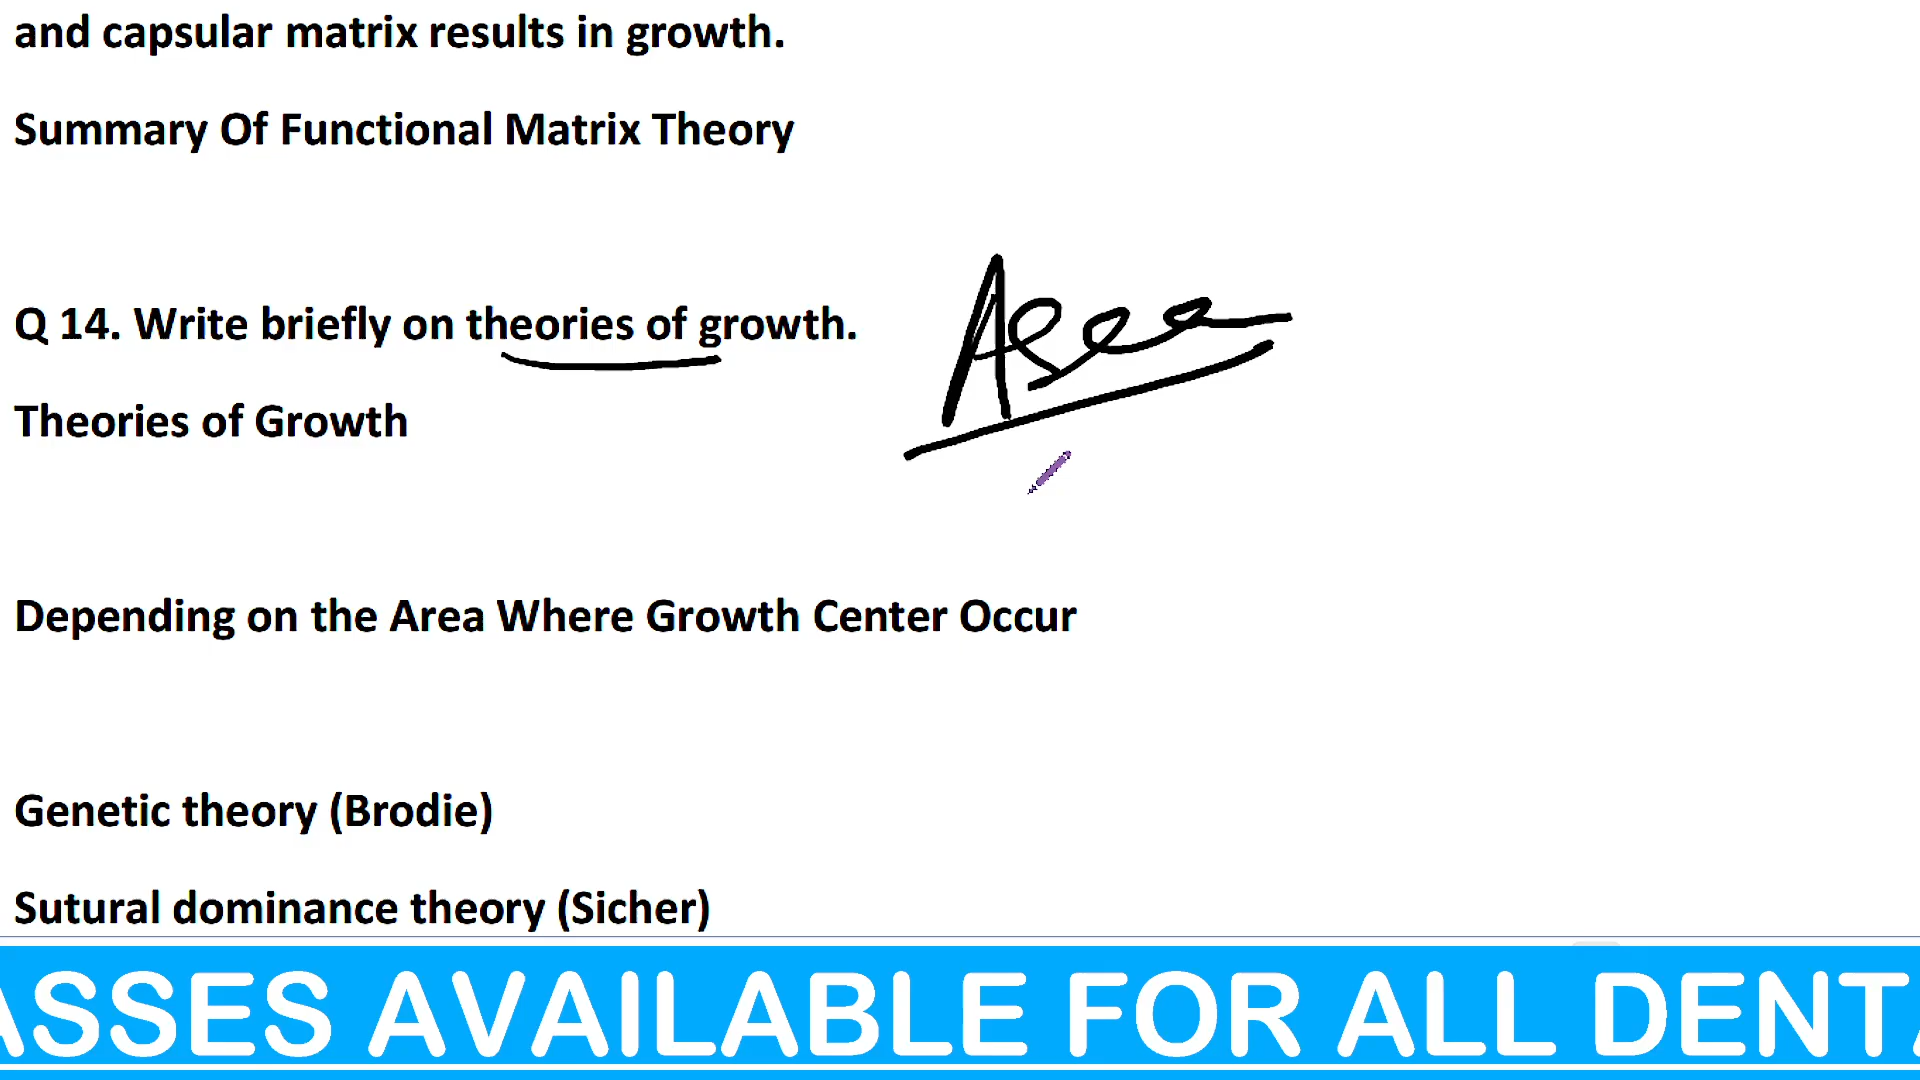 and capsular matrix results in growth.
Summary Of Functional Matrix Theory
Q 14. Write briefly on theories of growth.
Area
Theories of Growth
Depending on the Area Where Growth Center Occur
Genetic theory (Brodie)
Sutural dominance theory (Sicher)
ASSES AVAILABLE FOR ALL DENTA